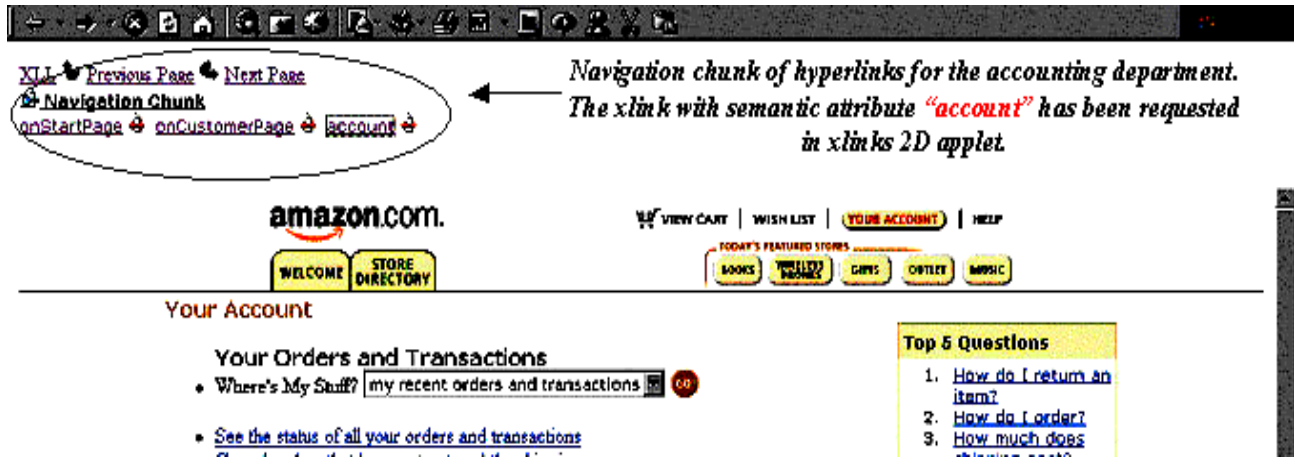 XLL Previous Page Next Page
Navigation Chunk
onStartPage onCustomerPage account
Navigation chunk of hyperlinks for the accounting department.
The xlink with semantic attribute “account” has been requested
in xlinks 2D applet.
amazon.com.
VIEW CART | WISH LIST | YOUR ACCOUNT | HELP
WELCOME STORE DIRECTORY
TODAY'S FEATURED STORES
BOOKS WIRELESS PHONES GIFTS OUTLET MUSIC
Your Account
Your Orders and Transactions
• Where's My Stuff? my recent orders and transactions GO
• See the status of all your orders and transactions
Top 5 Questions
1. How do I return an
item?
2. How do I order?
3. How much does